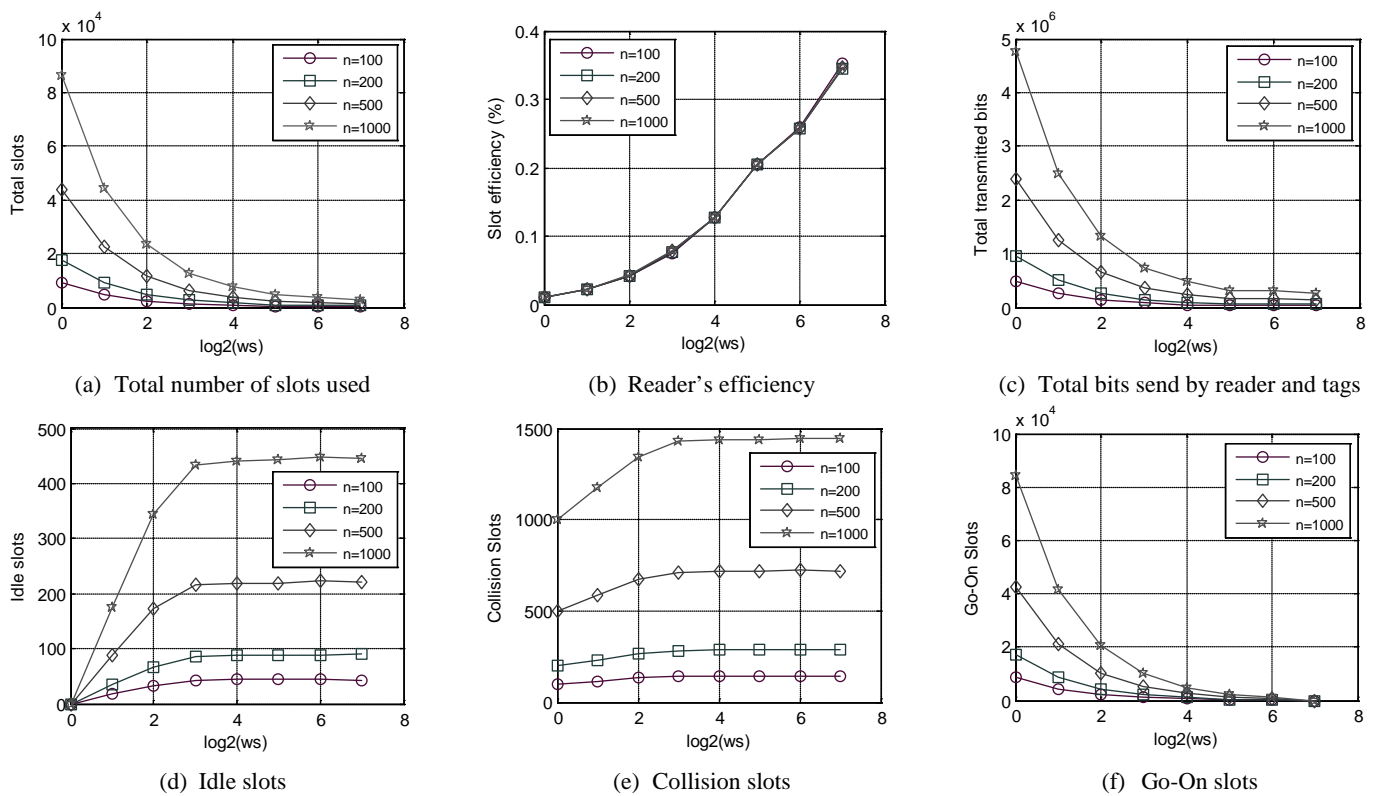 x 10^4
10
8
6
4
2
0
0 2 4 6 8
Total slots
log2(ws)
n=100
n=200
n=500
n=1000
(a) Total number of slots used
0.4
0.3
0.2
0.1
0
0 2 4 6 8
Slot efficiency (%)
log2(ws)
n=100
n=200
n=500
n=1000
(b) Reader's efficiency
x 10^6
5
4
3
2
1
0
0 2 4 6 8
Total transmitted bits
log2(ws)
n=100
n=200
n=500
n=1000
(c) Total bits send by reader and tags
500
400
300
200
100
0
0 2 4 6 8
Idle slots
log2(ws)
n=100
n=200
n=500
n=1000
(d) Idle slots
1500
1000
500
0
0 2 4 6 8
Collision Slots
log2(ws)
n=100
n=200
n=500
n=1000
(e) Collision slots
x 10^4
10
8
6
4
2
0
0 2 4 6 8
Go-On Slots
log2(ws)
n=100
n=200
n=500
n=1000
(f) Go-On slots